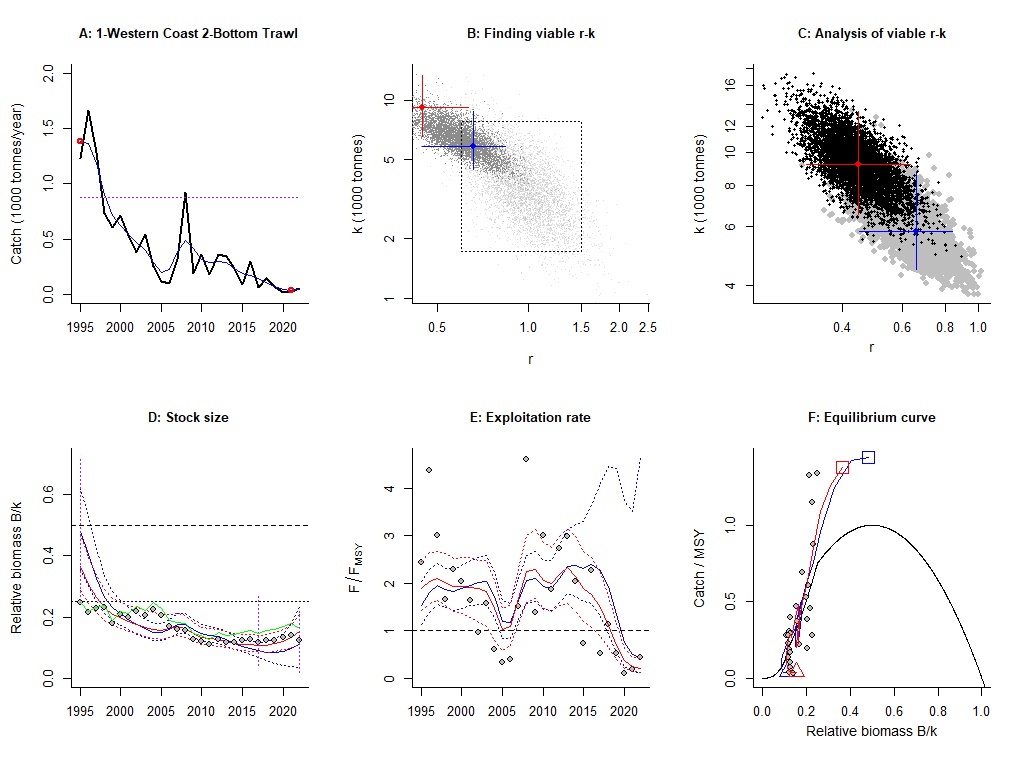 A: 1-Western Coast 2-Bottom Trawl
Catch (1000 tonnes/year)
0.0 0.5 1.0 1.5 2.0
1995 2000 2005 2010 2015 2020
B: Finding viable r-k
k (1000 tonnes)
1 2 5 10
0.5 1.0 1.5 2.0 2.5
r
C: Analysis of viable r-k
k (1000 tonnes)
4 6 8 10 12 16
0.4 0.6 0.8 1.0
r
D: Stock size
Relative biomass B/k
0.0 0.2 0.4 0.6
1995 2000 2005 2010 2015 2020
E: Exploitation rate
F / FMSY
0 1 2 3 4
1995 2000 2005 2010 2015 2020
F: Equilibrium curve
Catch / MSY
0.0 0.5 1.0
0.0 0.2 0.4 0.6 0.8 1.0
Relative biomass B/k